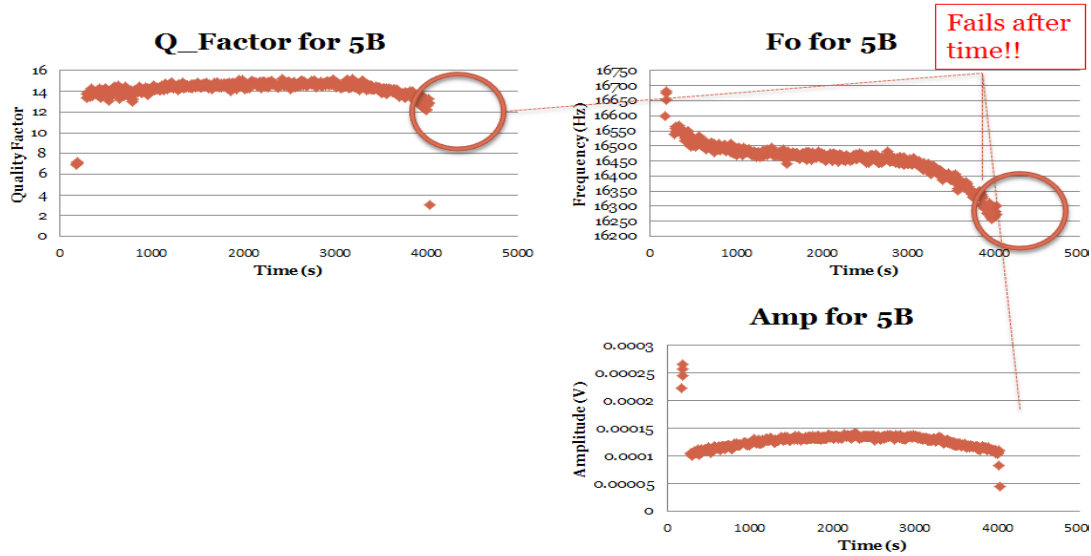 Q_Factor for 5B
Quality Factor
16
14
12
10
8
6
4
2
0
0 1000 2000 3000 4000 5000
Time (s)
Fo for 5B
Fails after
time!!
Frequency (Hz)
16750
16700
16650
16600
16550
16500
16450
16400
16350
16300
16250
16200
0 1000 2000 3000 4000 5000
Time (s)
Amp for 5B
Amplitude (V)
0.0003
0.00025
0.0002
0.00015
0.0001
0.00005
0
0 1000 2000 3000 4000 5000
Time (s)